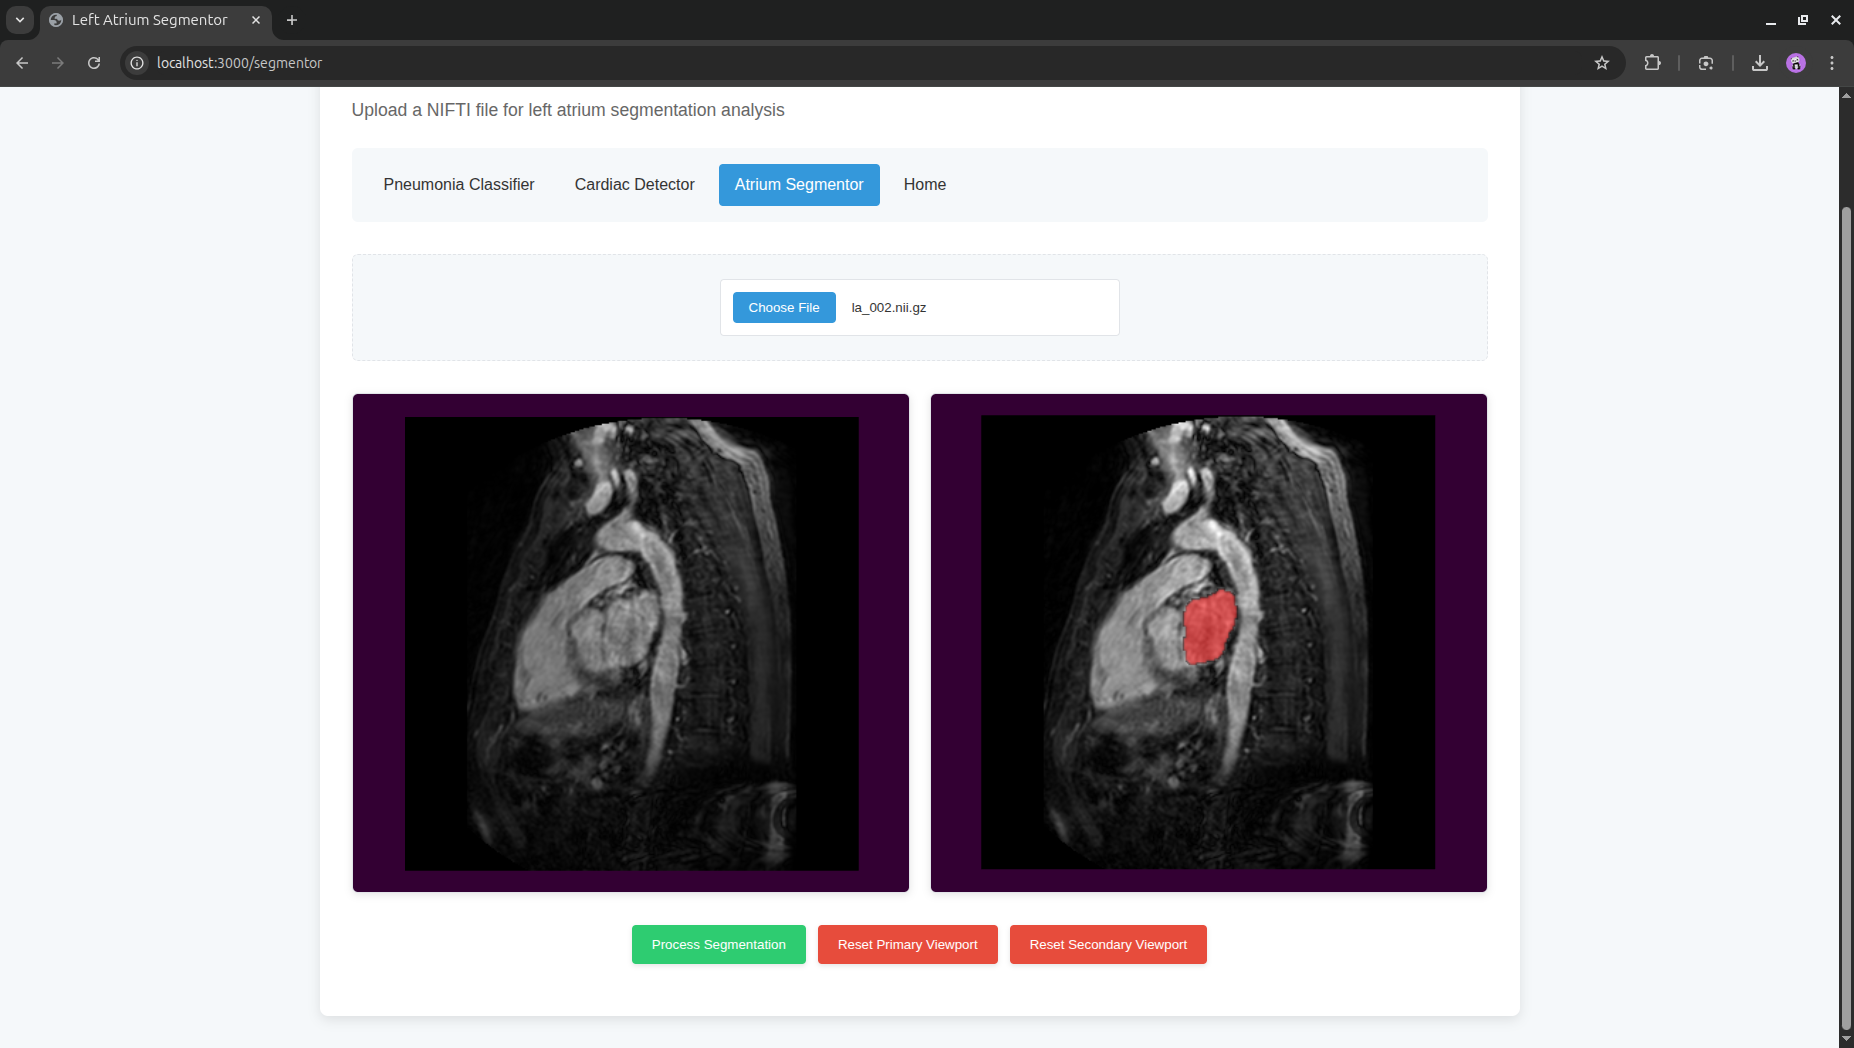 Left Atrium Segmentor
localhost:3000/segmentor
Upload a NIFTI file for left atrium segmentation analysis
Pneumonia Classifier Cardiac Detector Atrium Segmentor Home
Choose File la_002.nii.gz
Process Segmentation Reset Primary Viewport Reset Secondary Viewport